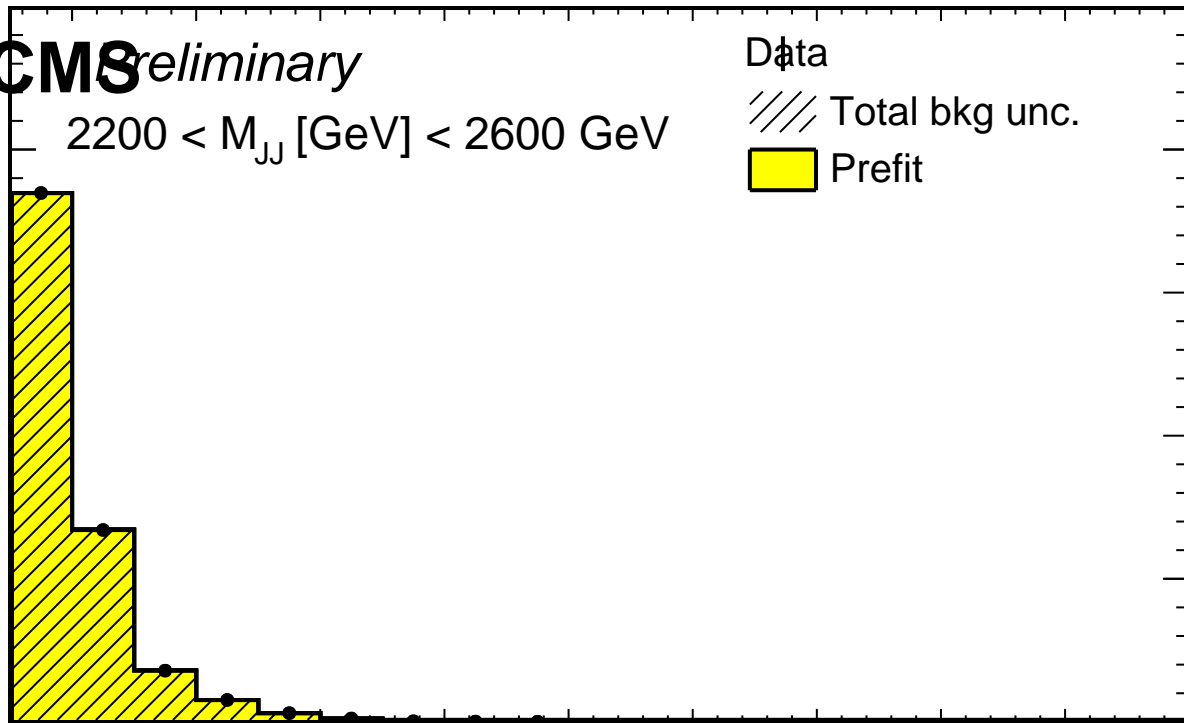 CMS Preliminary
2200 < M_JJ [GeV] < 2600 GeV
Data
Total bkg unc.
Prefit